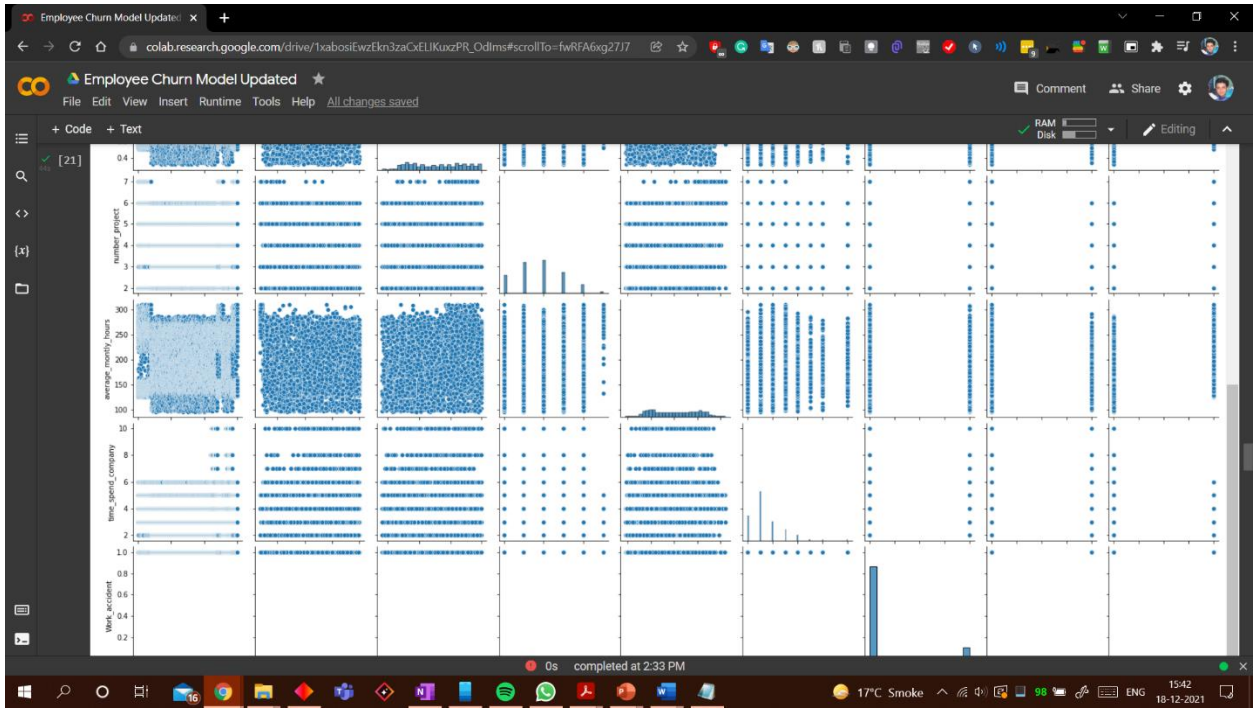 Employee Churn Model Updated
colab.research.google.com/drive/1xabosiEwzEkn3zaCxELIKuxzPR_OdIms#scrollTo=fwRFA6xg27J7
9
Employee Churn Model Updated
Comment
Share
File Edit View Insert Runtime Tools Help All changes saved
+ Code + Text
RAM
Disk
Editing
[21]
0.4
7
6
5
4
3
2
number_project
300
250
200
150
100
average_montly_hours
10
8
6
4
2
time_spend_company
1.0
0.8
0.6
0.4
0.2
Work_accident
{x}
0s completed at 2:33 PM
16
17°C Smoke
98
ENG
15:42
18-12-2021